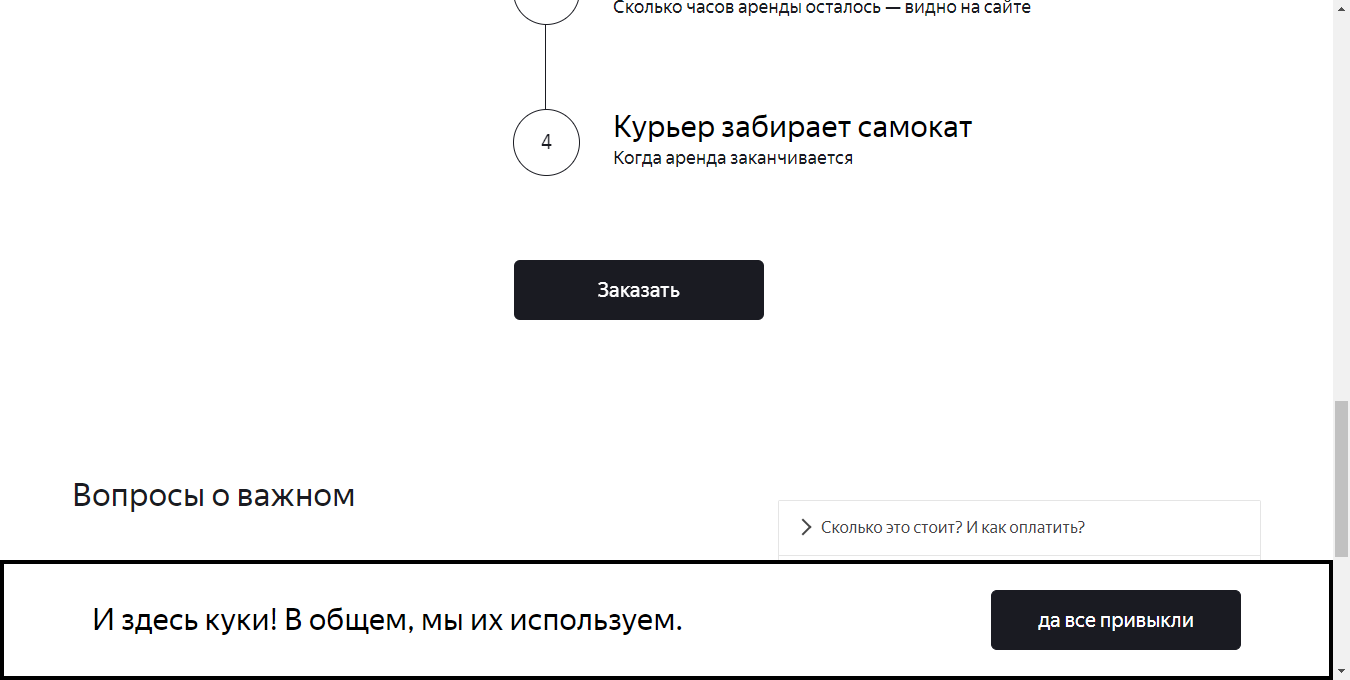 Сколько часов аренды осталось — видно на сайте
4
Курьер забирает самокат
Когда аренда заканчивается
Заказать
Вопросы о важном
Сколько это стоит? И как оплатить?
И здесь куки! В общем, мы их используем.
да все привыкли